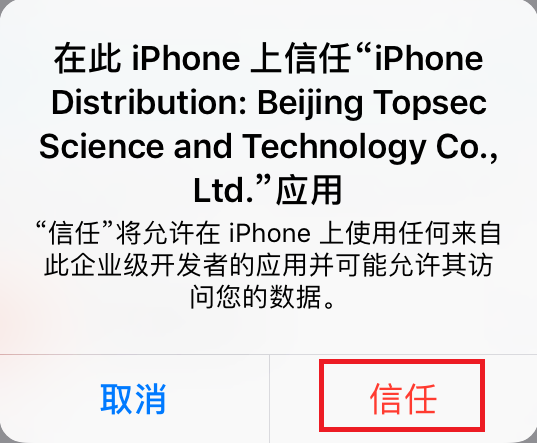 在此 iPhone 上信任“iPhone
Distribution: Beijing Topsec
Science and Technology Co.,
Ltd.”应用
“信任”将允许在 iPhone 上使用任何来自
此企业级开发者的应用并可能允许其访
问您的数据。
取消
信任